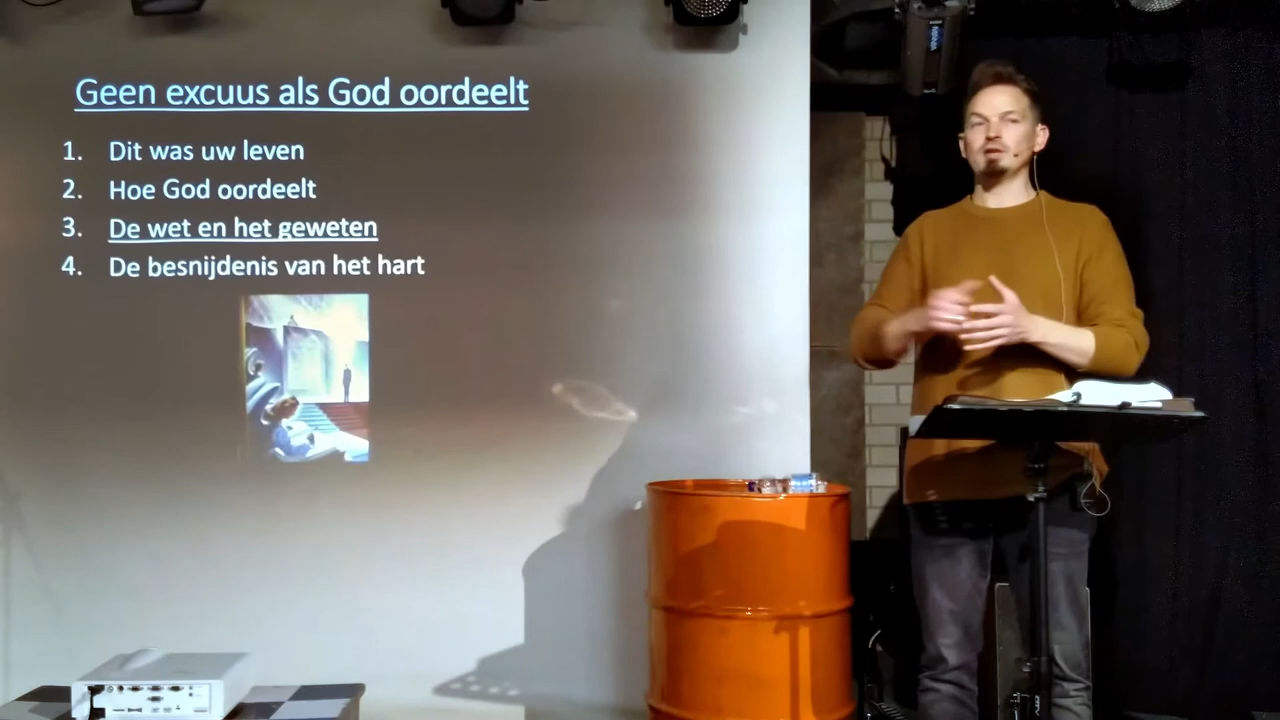 Geen excuus als God oordeelt
1. Dit was uw leven
2. Hoe God oordeelt
3. De wet en het geweten
4. De besnijdenis van het hart